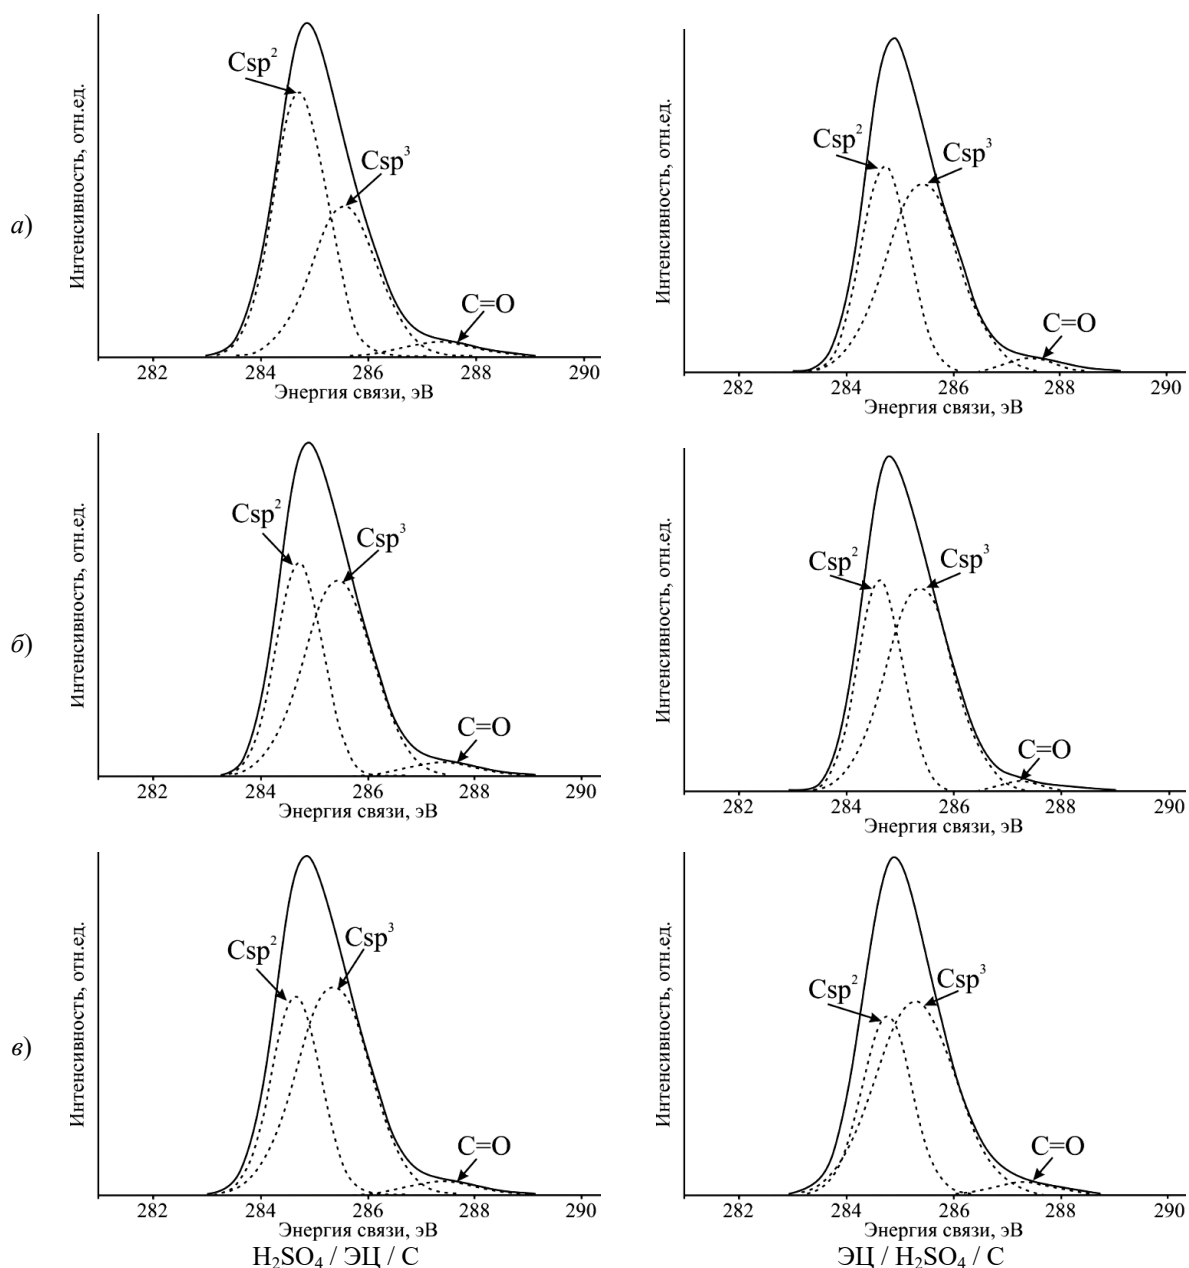 а)
Интенсивность, отн.ед.
Csp²
Csp³
C=O
282 284 286 288 290
Энергия связи, эВ
Интенсивность, отн.ед.
Csp²
Csp³
C=O
282 284 286 288 290
Энергия связи, эВ
б)
Интенсивность, отн.ед.
Csp²
Csp³
C=O
282 284 286 288 290
Энергия связи, эВ
Интенсивность, отн.ед.
Csp²
Csp³
C=O
282 284 286 288 290
Энергия связи, эВ
в)
Интенсивность, отн.ед.
Csp²
Csp³
C=O
282 284 286 288 290
Энергия связи, эВ
H₂SO₄ / ЭЦ / С
Интенсивность, отн.ед.
Csp²
Csp³
C=O
282 284 286 288 290
Энергия связи, эВ
ЭЦ / H₂SO₄ / С